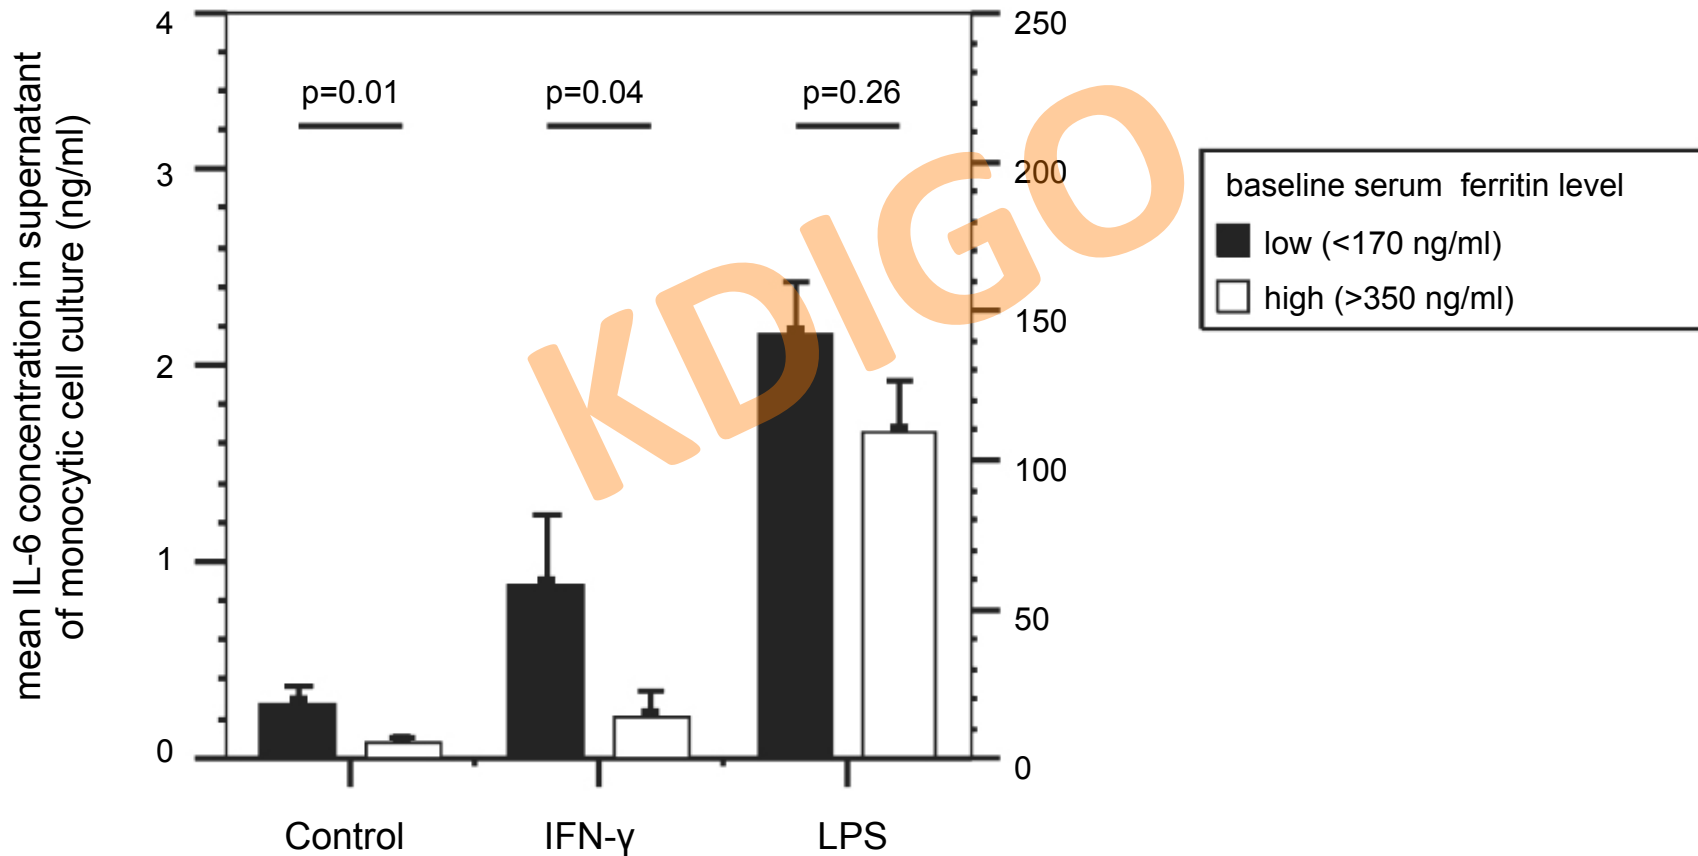 mean IL-6 concentration in supernatant
of monocytic cell culture (ng/ml)
4
3
2
1
0
p=0.01
p=0.04
p=0.26
250
200
150
100
50
0
Control
IFN-γ
LPS
baseline serum ferritin level
low (<170 ng/ml)
high (>350 ng/ml)
KDIGO